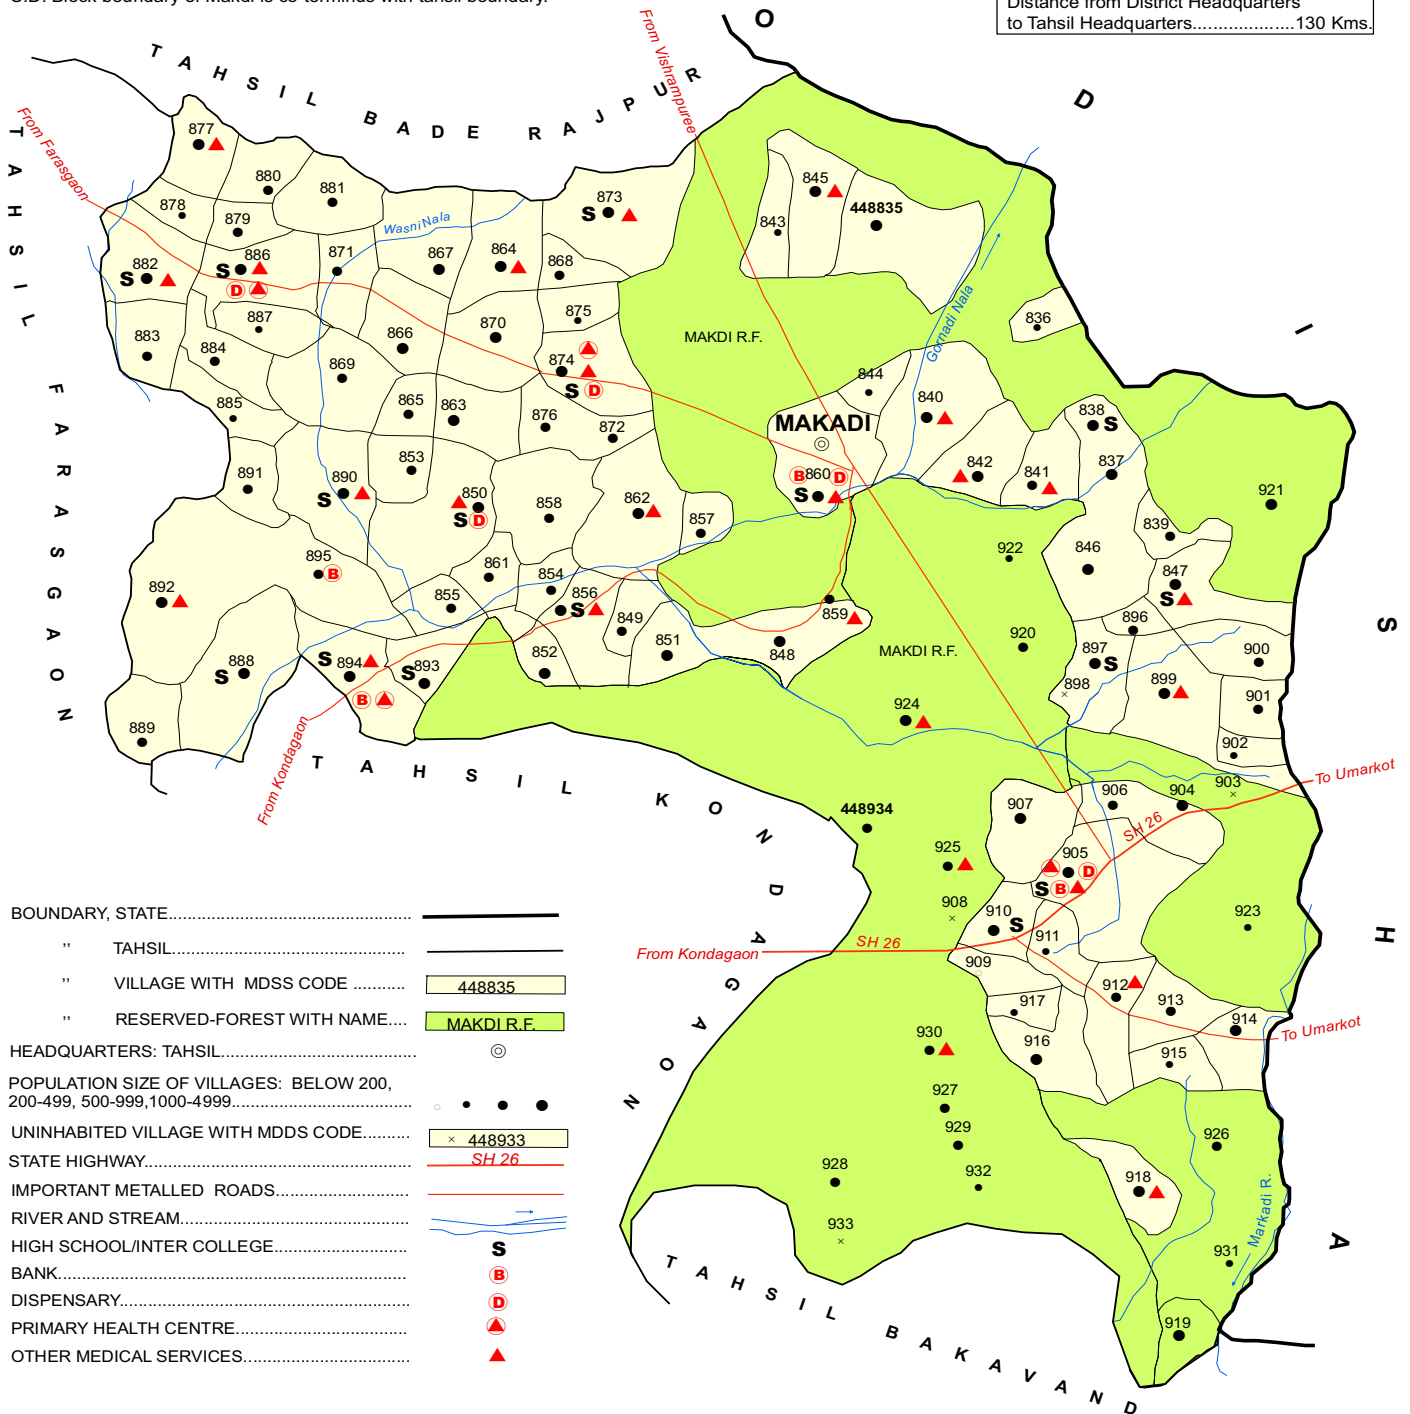 C.D. Block boundary of Makdi is co-terminus with tahsil boundary.
Distance from District Headquarters
to Tahsil Headquarters...................130 Kms.
TAHSIL BADE RAJPUR
TAHSIL FARASGAON
TAHSIL KONDAGAON
TAHSIL BAKAVAND
ODISHA
From Vishrampuree
From Farasgaon
877
880
881
878
879
873
845
843
448835
Wasni Nala
882
886
D
871
867
864
868
883
887
884
866
870
875
874
S D
MAKDI R.F.
Gornadi Nala
836
844
840
838
S
MAKADI
885
869
865
863
876
872
B 860 D
S
842
841
837
921
891
890
S
853
850
S D
858
862
857
839
922
846
847
S
892
895
B
861
854
855
856
S
849
851
848
859
896
920
897
S
898
900
888
S
S
894
B
S
893
852
MAKDI R.F.
899
901
889
924
902
From Kondagaon
903
To Umarkot
448934
907
906
904
SH 26
925
905
D
S B
908
910
S
911
923
From Kondagaon
SH 26
909
912
913
914
917
916
915
To Umarkot
930
927
929
928
932
933
926
918
Markadi R.
931
919
BOUNDARY, STATE..........................................
,, TAHSIL.............................................
,, VILLAGE WITH MDSS CODE ........... 448835
,, RESERVED-FOREST WITH NAME.... MAKDI R.F.
HEADQUARTERS: TAHSIL......................................
POPULATION SIZE OF VILLAGES: BELOW 200,
200-499, 500-999,1000-4999...................................
UNINHABITED VILLAGE WITH MDDS CODE.......... 448933
STATE HIGHWAY.................................................... SH 26
IMPORTANT METALLED ROADS...........................
RIVER AND STREAM.............................................
HIGH SCHOOL/INTER COLLEGE.......................... S
BANK.................................................................... B
DISPENSARY......................................................... D
PRIMARY HEALTH CENTRE..................................
OTHER MEDICAL SERVICES.................................